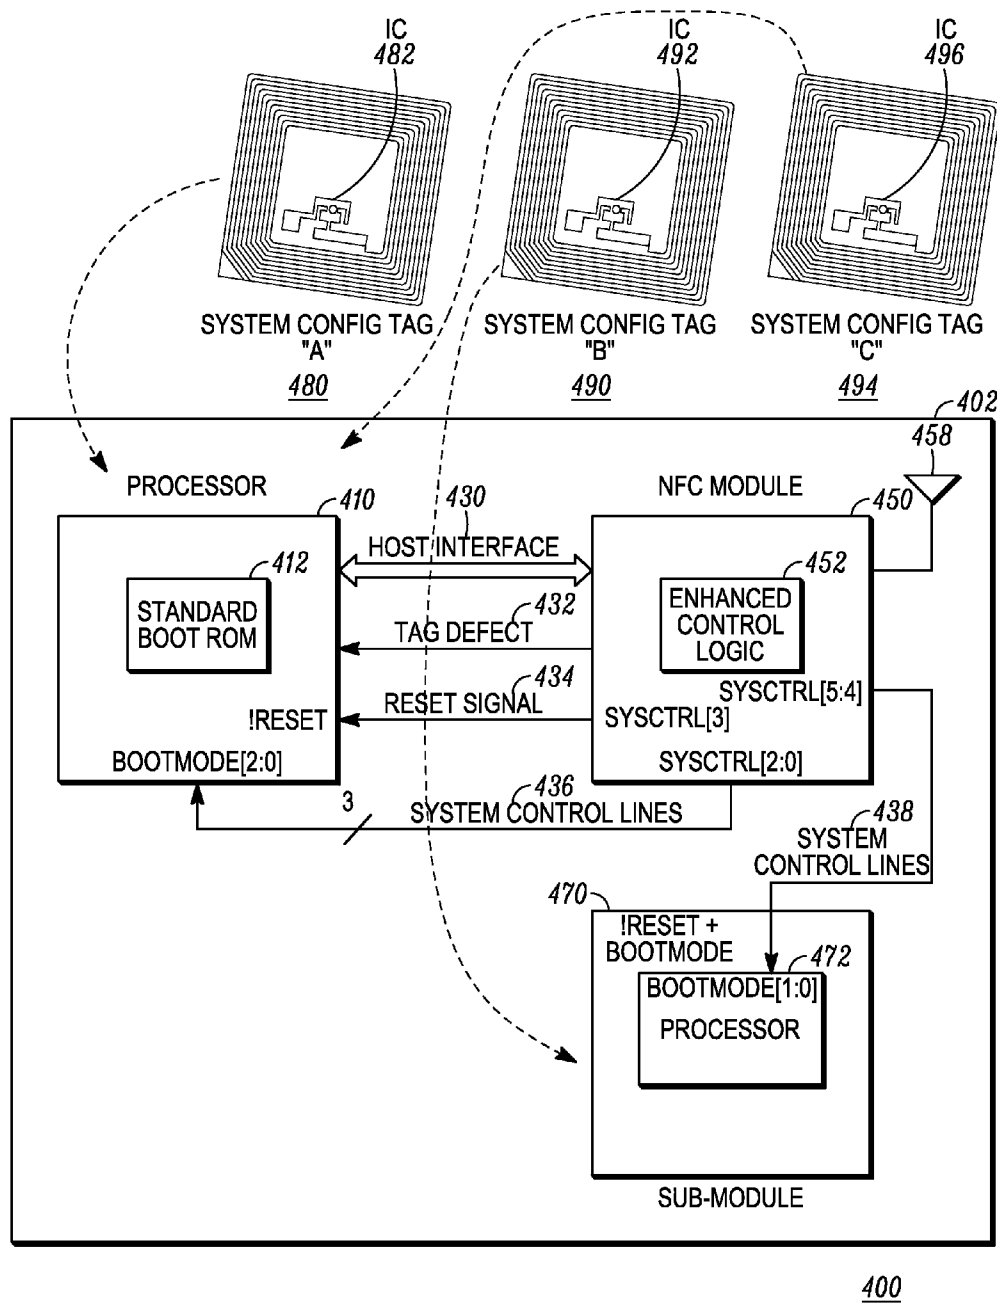 IC
482
IC
492
IC
496
SYSTEM CONFIG TAG
"A"
480
SYSTEM CONFIG TAG
"B"
490
SYSTEM CONFIG TAG
"C"
494
402
458
PROCESSOR
410
412
STANDARD
BOOT ROM
!RESET
BOOTMODE[2:0]
430
HOST INTERFACE
432
TAG DEFECT
434
RESET SIGNAL
NFC MODULE
450
452
ENHANCED
CONTROL
LOGIC
SYSCTRL[5:4]
SYSCTRL[3]
SYSCTRL[2:0]
3
436
SYSTEM CONTROL LINES
438
SYSTEM
CONTROL LINES
470
!RESET +
BOOTMODE
472
BOOTMODE[1:0]
PROCESSOR
SUB-MODULE
400